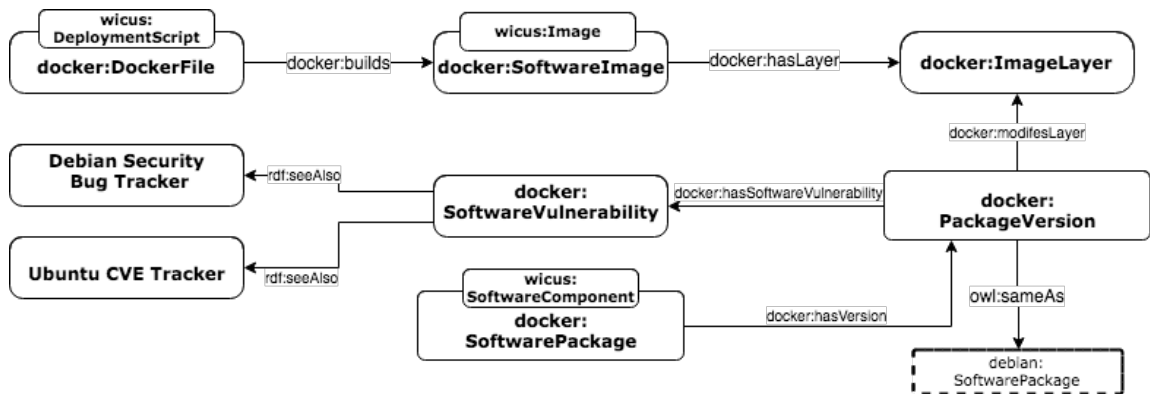 wicus:
DeploymentScript
docker:DockerFile
docker:builds
wicus:Image
docker:SoftwareImage
docker:hasLayer
docker:ImageLayer
docker:modifesLayer
Debian Security
Bug Tracker
rdf:seeAlso
docker:
SoftwareVulnerability
docker:hasSoftwareVulnerability
docker:
PackageVersion
Ubuntu CVE Tracker
rdf:seeAlso
wicus:
SoftwareComponent
docker:
SoftwarePackage
docker:hasVersion
owl:sameAs
debian:
SoftwarePackage